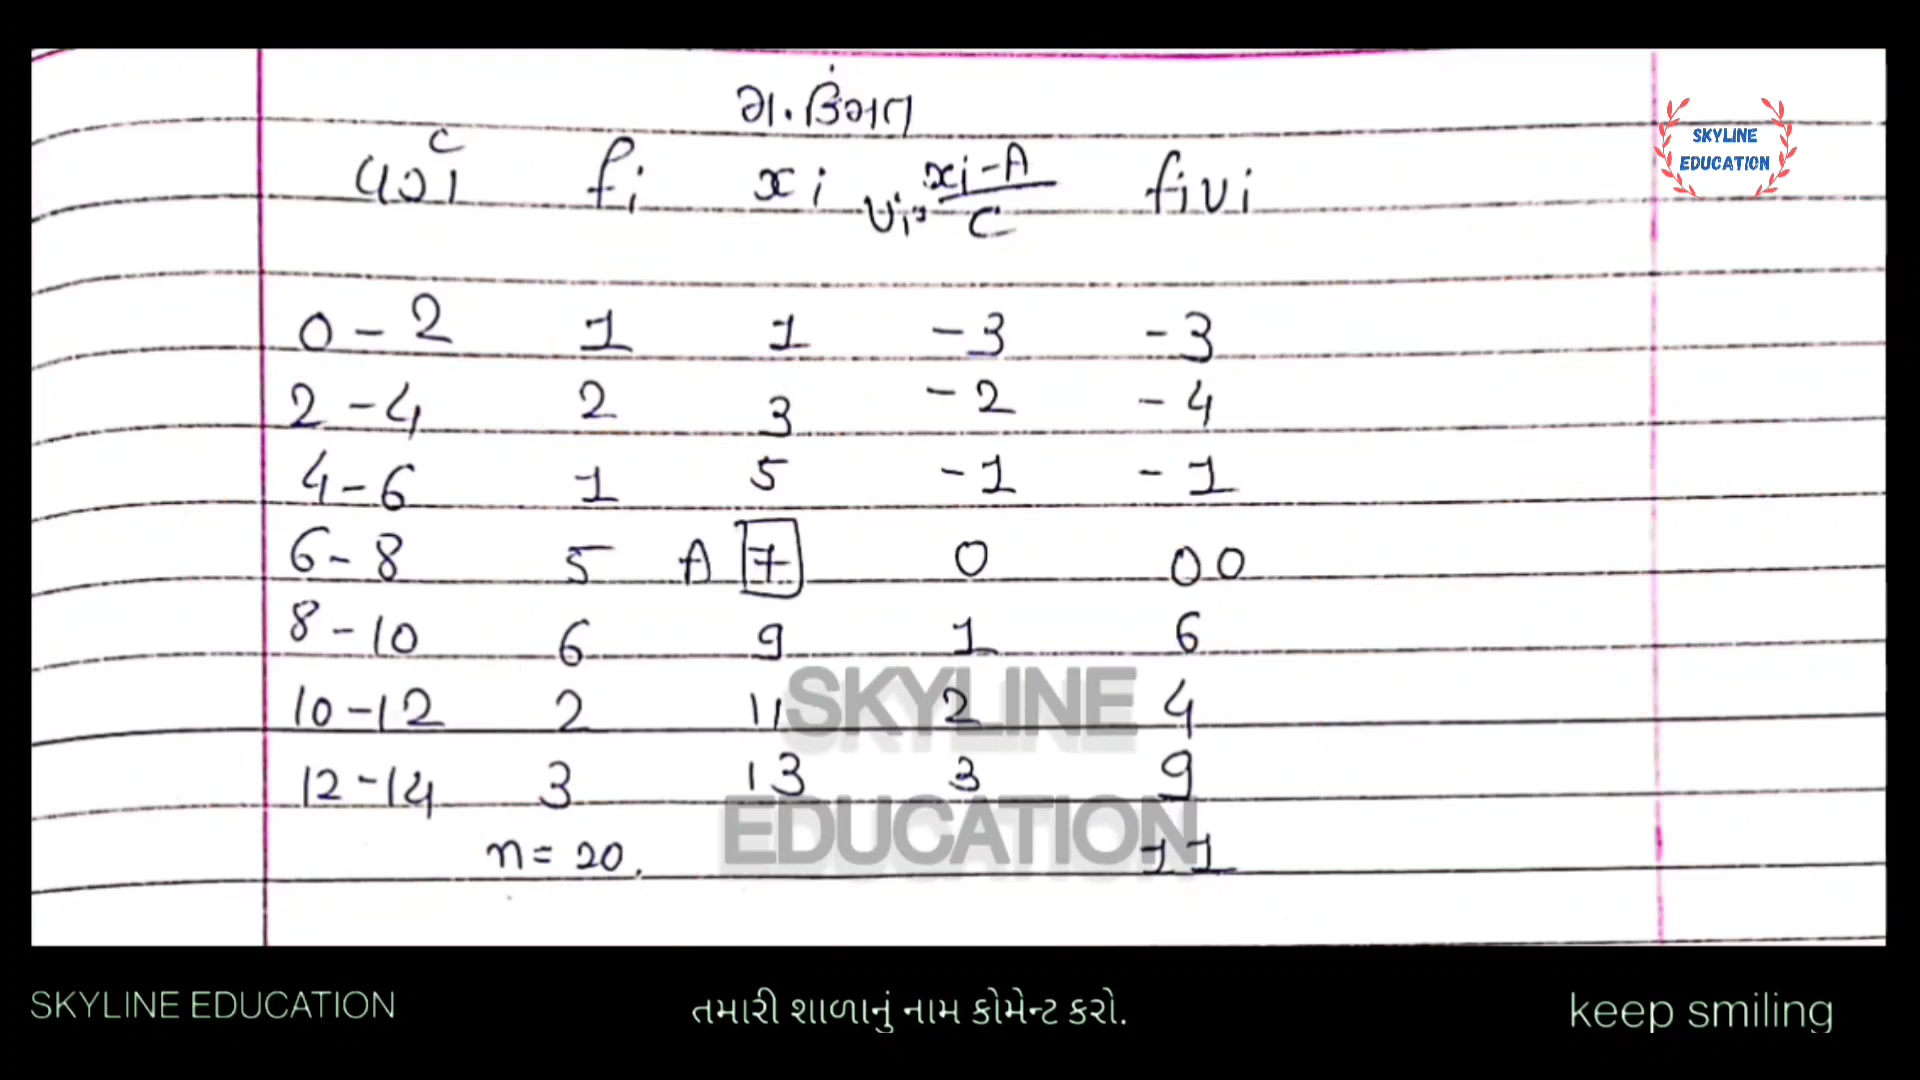 મ. કિંમત
c
વર્ગ fi xi ui = xi-A / C fiui
0-2 1 1 -3 -3
2-4 2 3 -2 -4
4-6 1 5 -1 -1
6-8 5 A 7 0 00
8-10 6 9 1 6
10-12 2 11 2 4
12-14 3 13 3 9
n = 20. 11
SKYLINE
EDUCATION
SKYLINE
EDUCATION
SKYLINE EDUCATION તમારી શાળાનું નામ કોમેન્ટ કરો. keep smiling